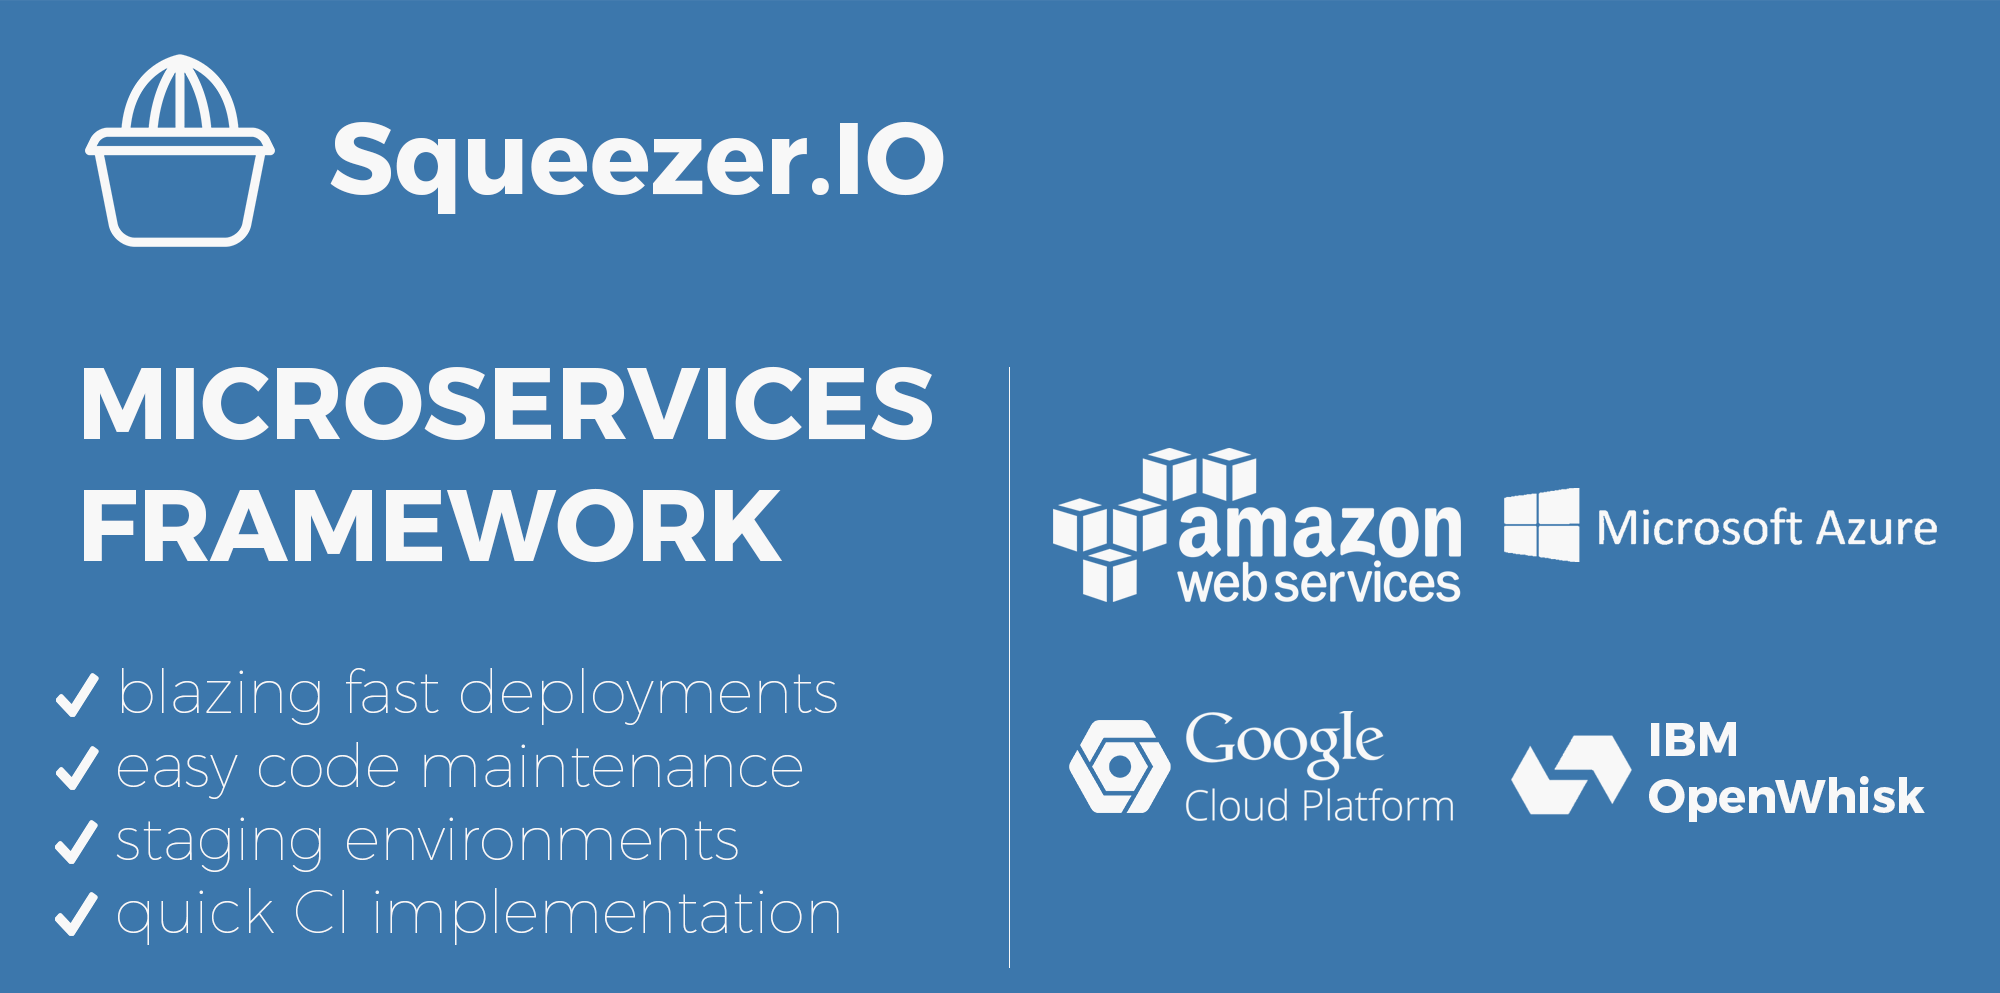 Squeezer.IO
MICROSERVICES
FRAMEWORK
blazing fast deployments
easy code maintenance
staging environments
quick CI implementation
amazon
web services
Microsoft Azure
Google
Cloud Platform
IBM
OpenWhisk